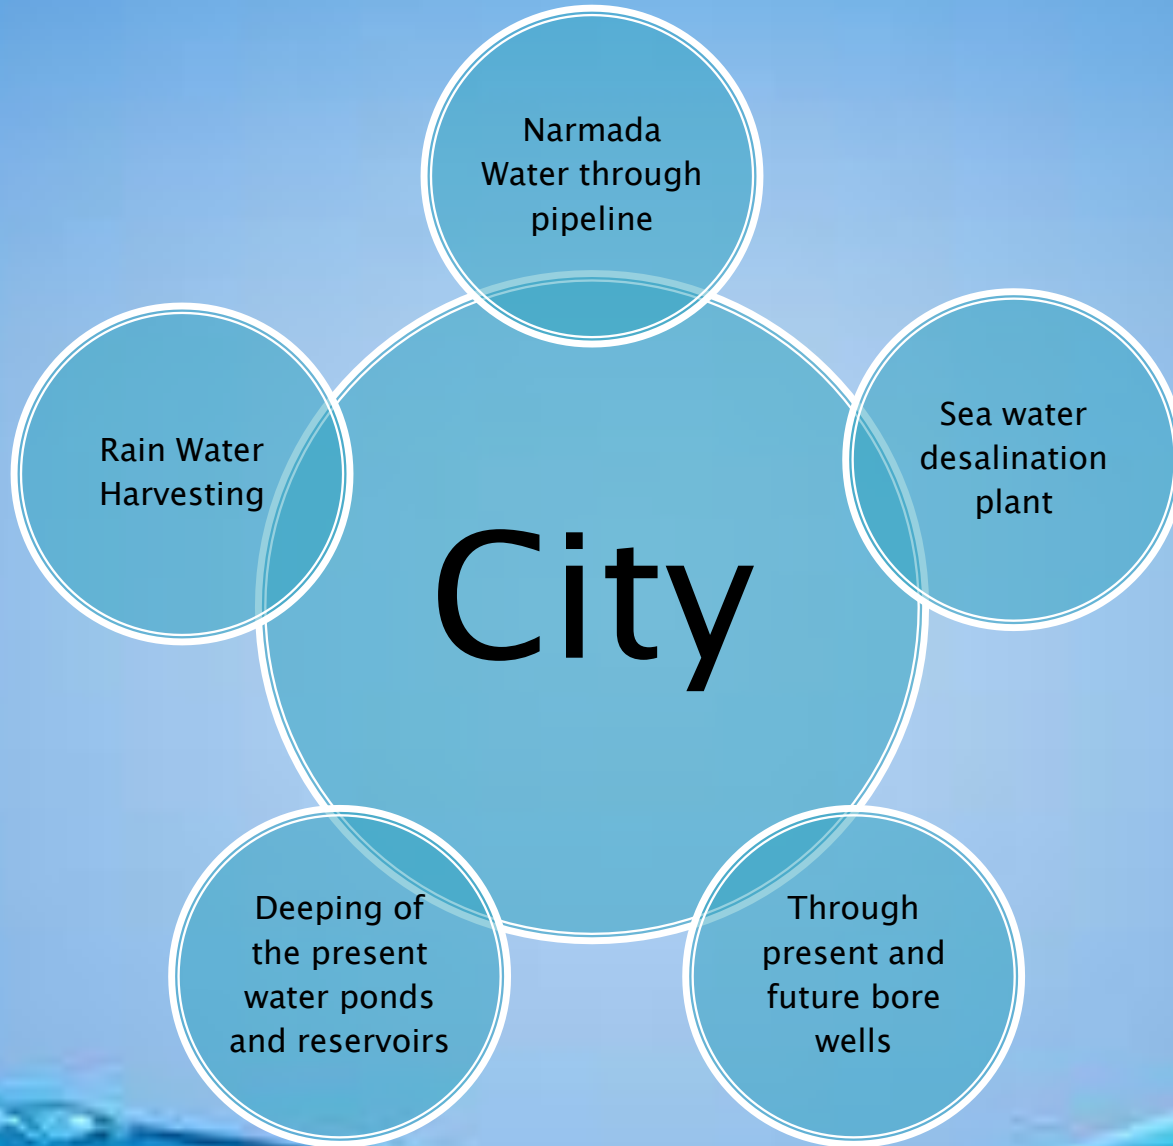 Narmada
Water through
pipeline
Sea water
desalination
plant
Rain Water
Harvesting
City
Deeping of
the present
water ponds
and reservoirs
Through
present and
future bore
wells